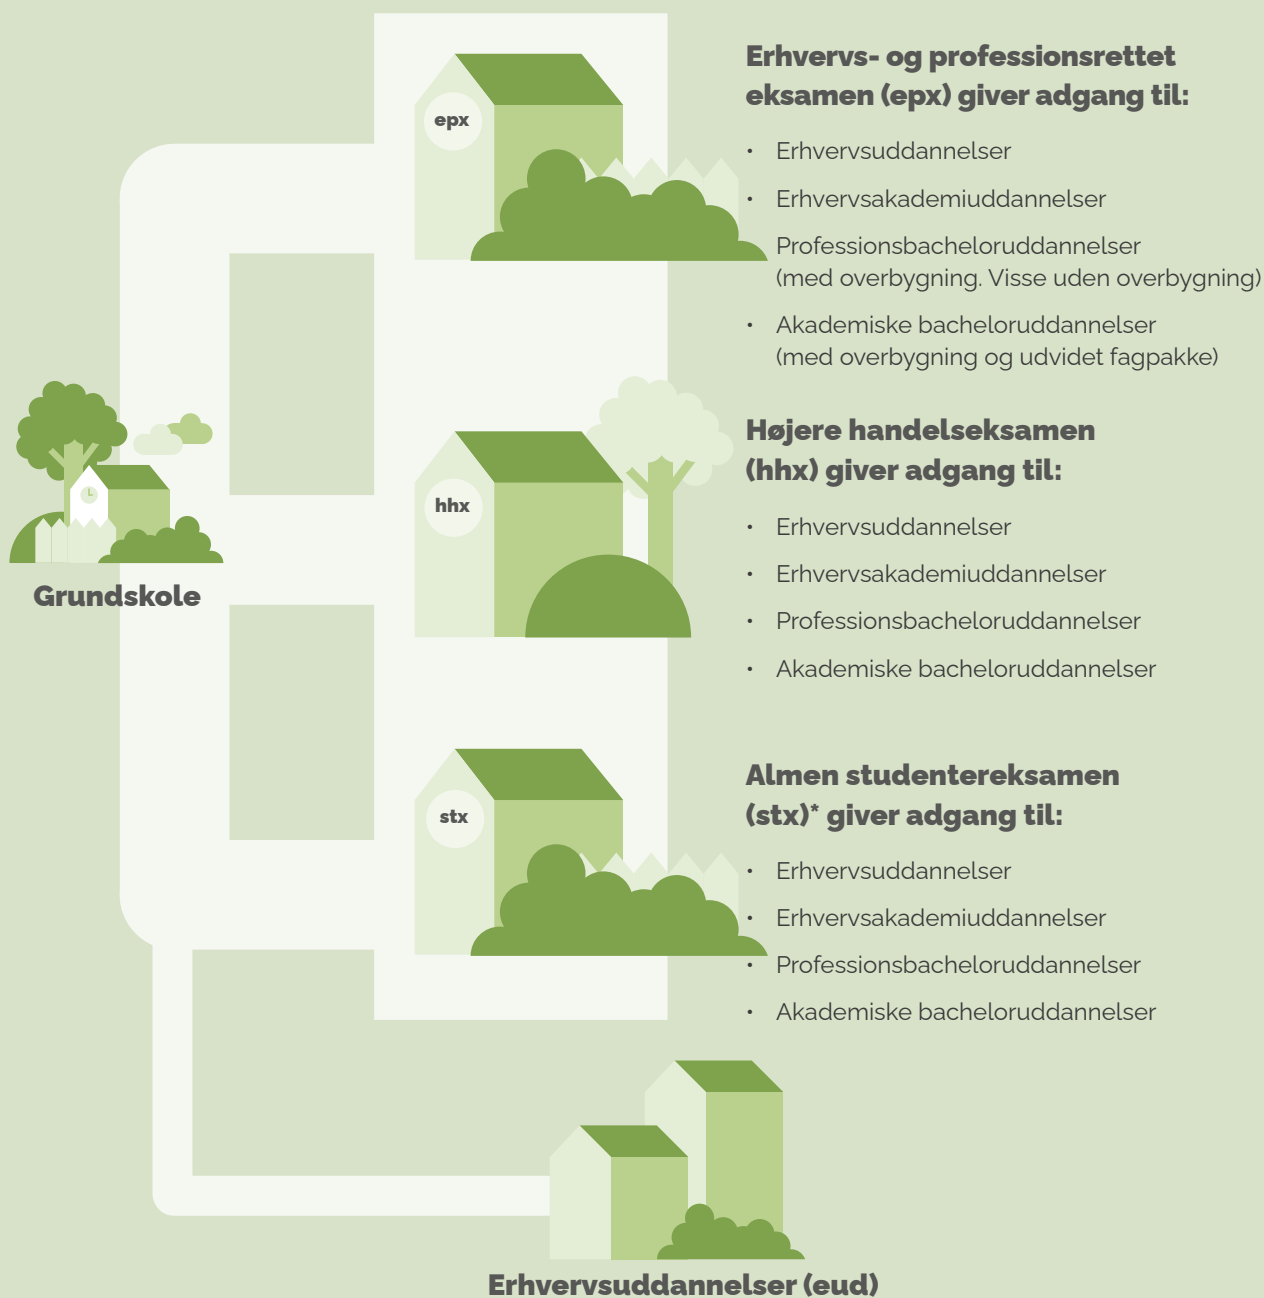 epx
Erhvervs- og professionsrettet
eksamen (epx) giver adgang til:
• Erhvervsuddannelser
• Erhvervsakademiuddannelser
Professionsbacheloruddannelser
(med overbygning. Visse uden overbygning)
• Akademiske bacheloruddannelser
(med overbygning og udvidet fagpakke)
Grundskole
hhx
Højere handelseksamen
(hhx) giver adgang til:
• Erhvervsuddannelser
• Erhvervsakademiuddannelser
• Professionsbacheloruddannelser
• Akademiske bacheloruddannelser
stx
Almen studentereksamen
(stx)* giver adgang til:
• Erhvervsuddannelser
• Erhvervsakademiuddannelser
• Professionsbacheloruddannelser
• Akademiske bacheloruddannelser
Erhvervsuddannelser (eud)